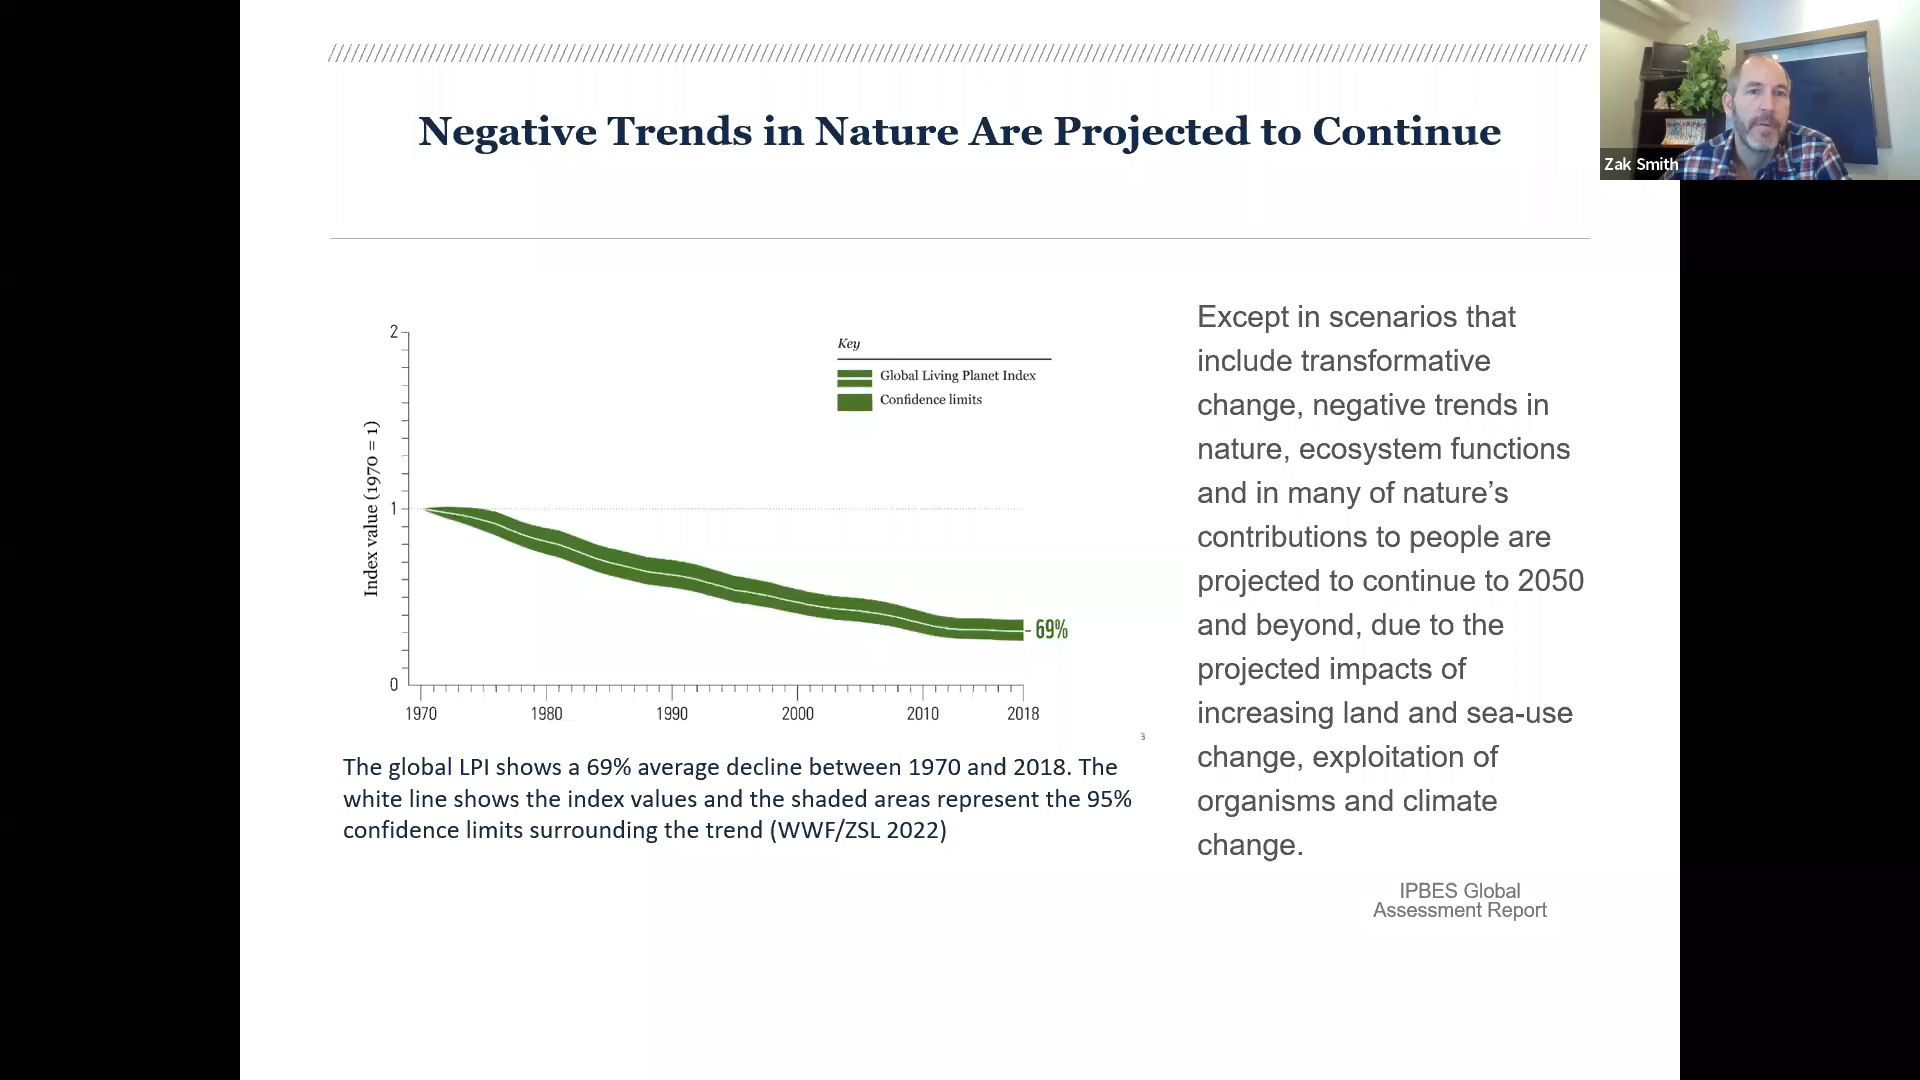 Negative Trends in Nature Are Projected to Continue
Zak Smith
2
1
0
Index value (1970 = 1)
Key
Global Living Planet Index
Confidence limits
- 69%
1970 1980 1990 2000 2010 2018
3
The global LPI shows a 69% average decline between 1970 and 2018. The
white line shows the index values and the shaded areas represent the 95%
confidence limits surrounding the trend (WWF/ZSL 2022)
Except in scenarios that
include transformative
change, negative trends in
nature, ecosystem functions
and in many of nature’s
contributions to people are
projected to continue to 2050
and beyond, due to the
projected impacts of
increasing land and sea-use
change, exploitation of
organisms and climate
change.
IPBES Global
Assessment Report